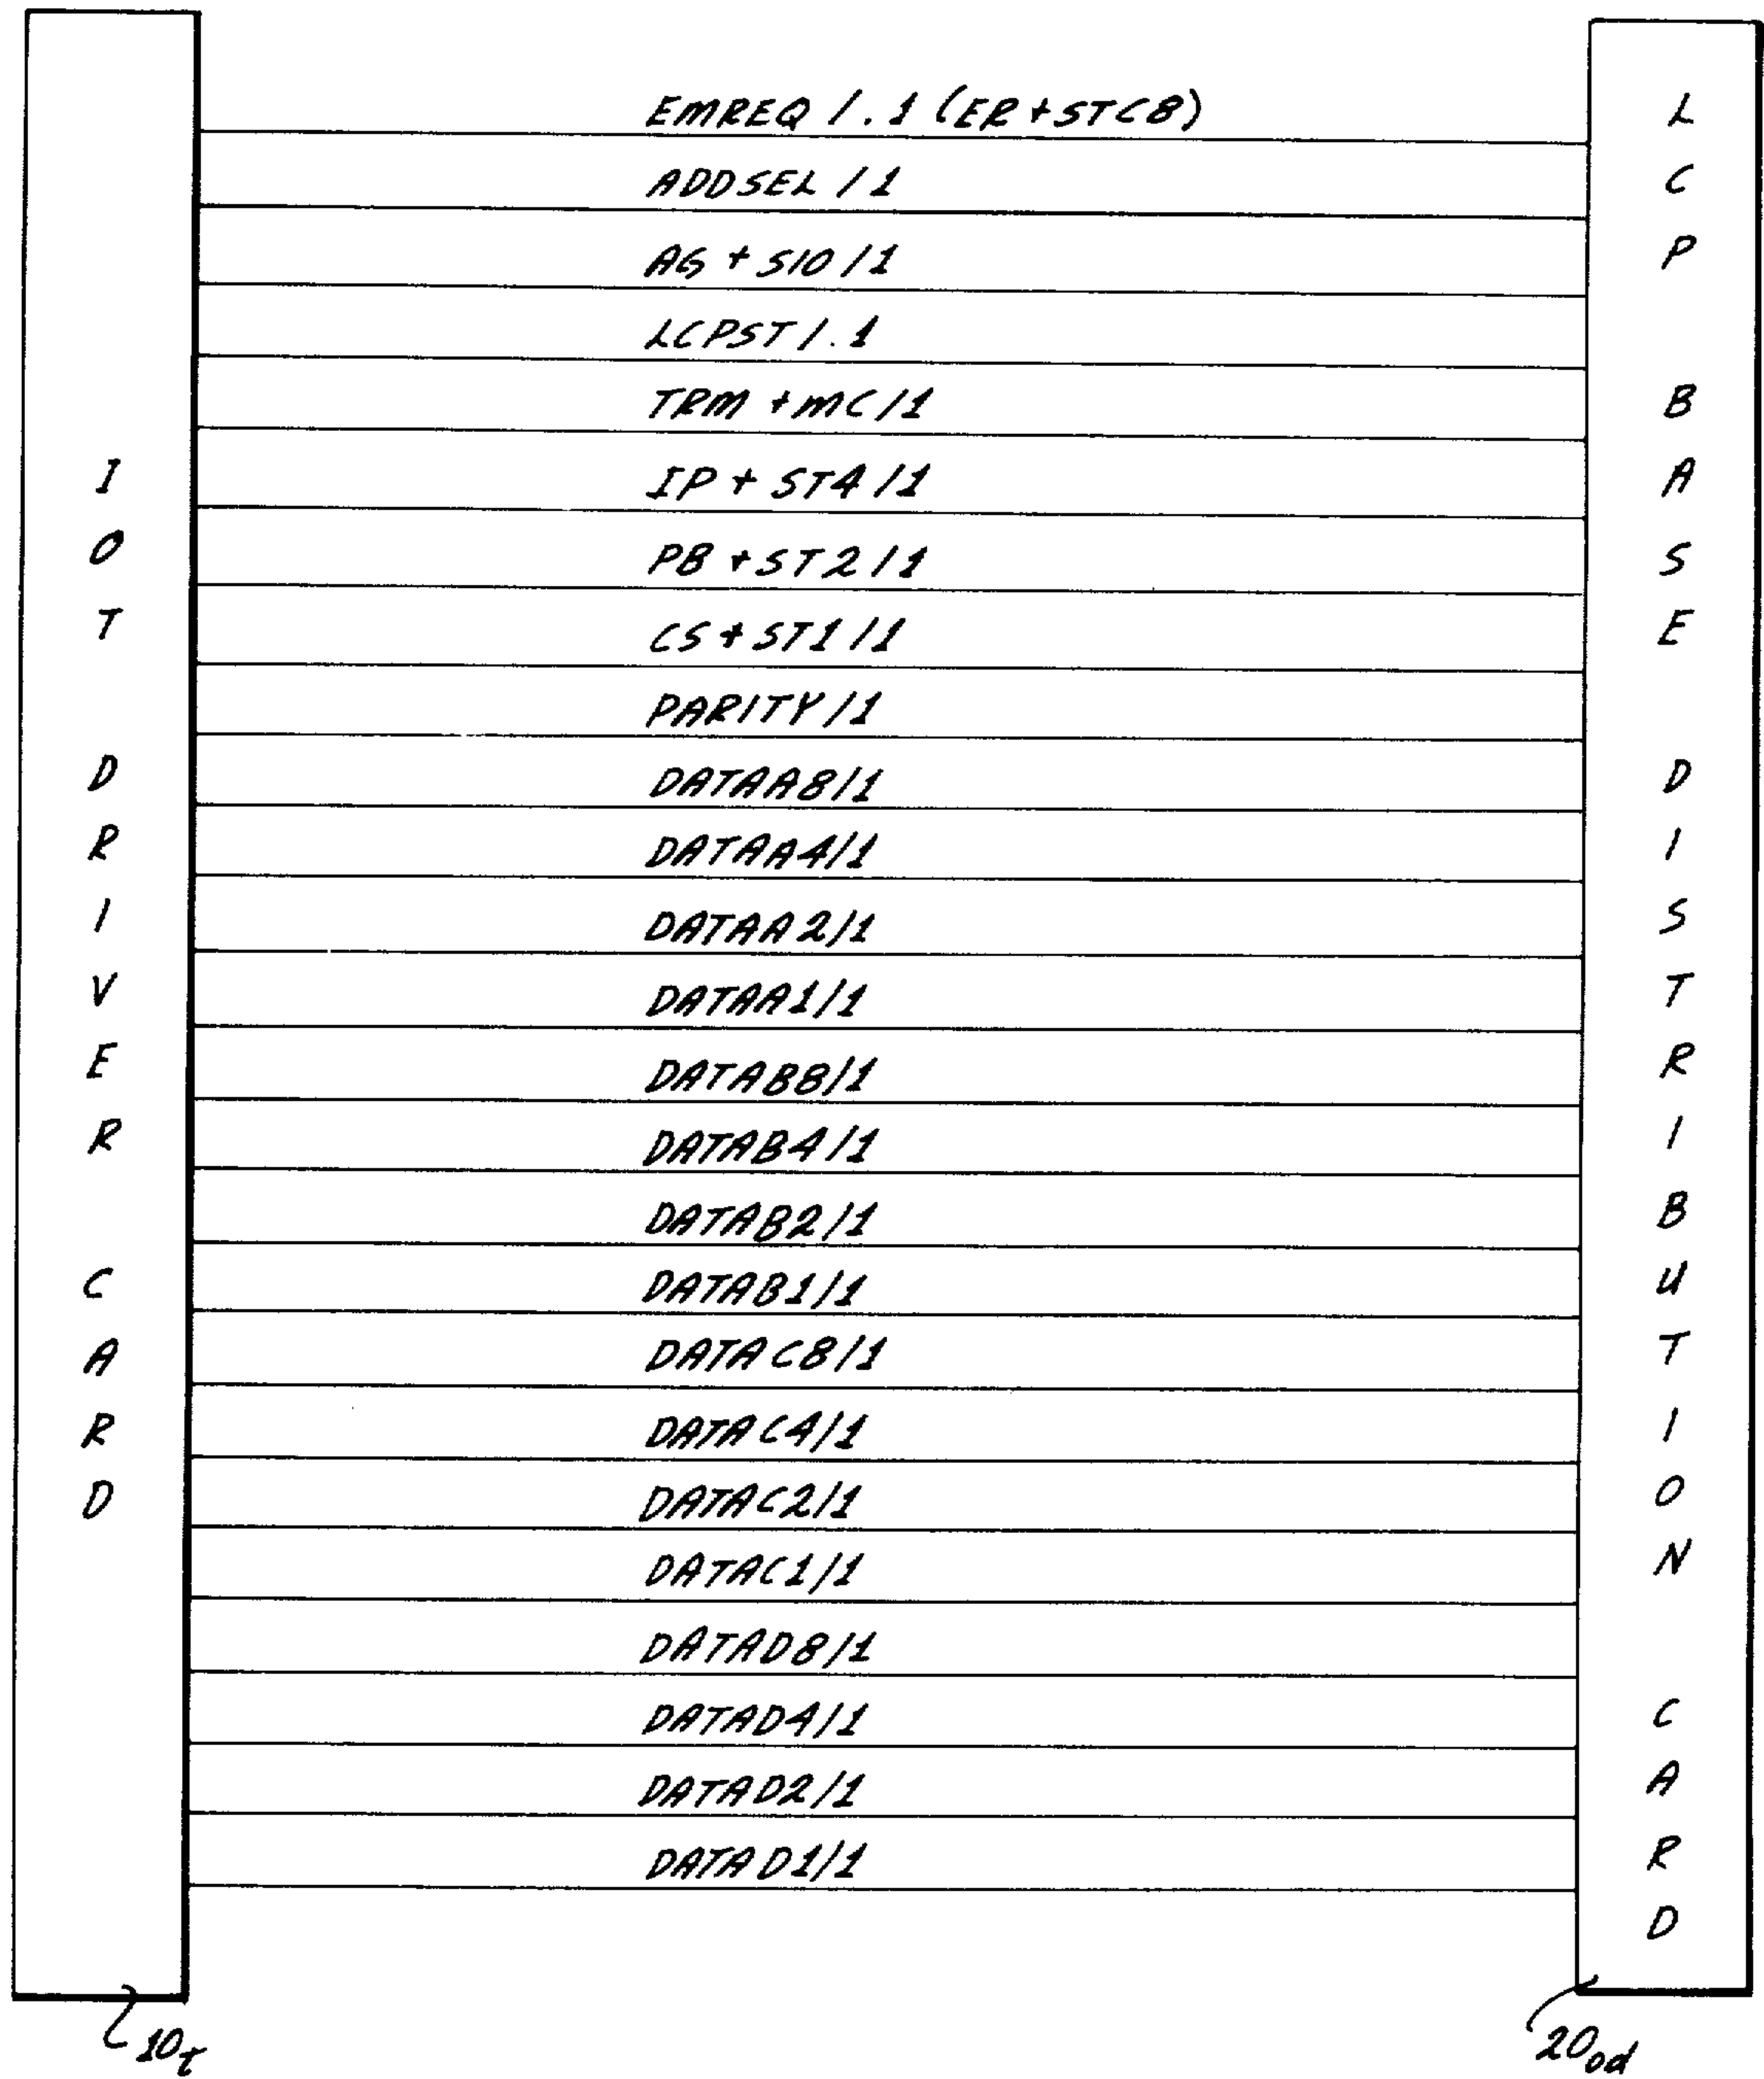 IOT DRIVER CARD
EMREQ/.1 (ER+STC8)
ADDSEL/1
AG+SIO/1
LCPST/.1
TRM+MC/1
IP+ST4/1
PB+ST2/1
CS+ST1/1
PARITY/1
DATAA8/1
DATAA4/1
DATAA2/1
DATAA1/1
DATAB8/1
DATAB4/1
DATAB2/1
DATAB1/1
DATAC8/1
DATAC4/1
DATAC2/1
DATAC1/1
DATAD8/1
DATAD4/1
DATAD2/1
DATAD1/1
LCP BASE DISTRIBUTION CARD
10t
20od